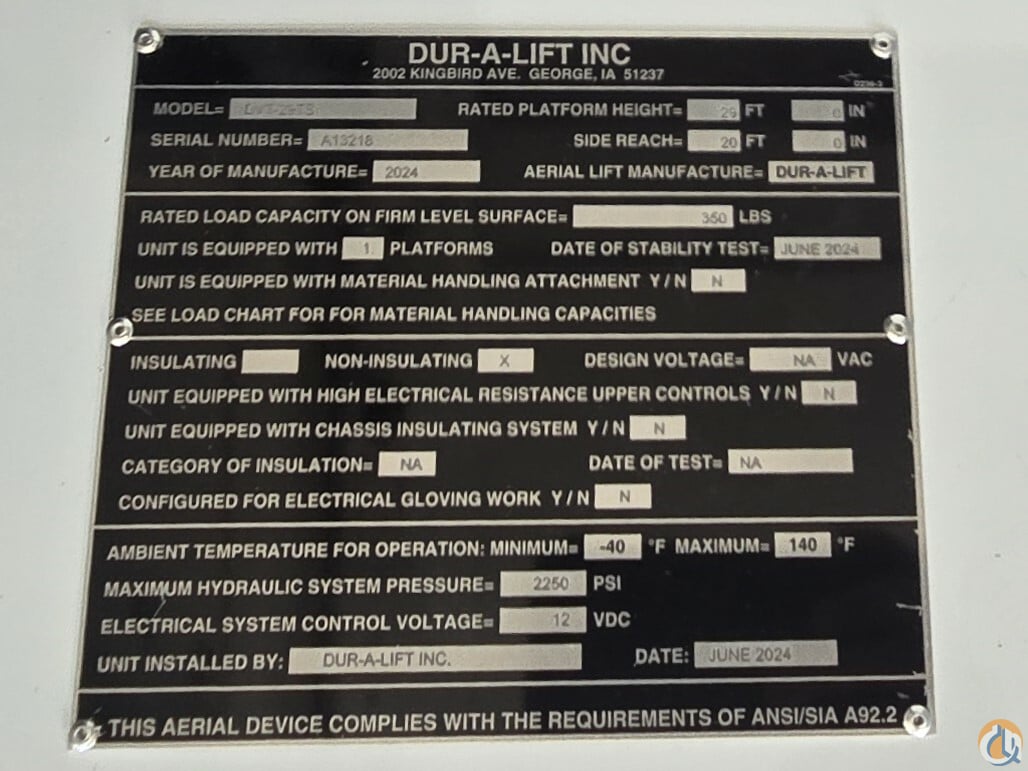 DUR-A-LIFT INC
2002 KINGBIRD AVE. GEORGE, IA 51237
MODEL= RATED PLATFORM HEIGHT= 29 FT 0 IN
SERIAL NUMBER= A13218 SIDE REACH= 20 FT 0 IN
YEAR OF MANUFACTURE= 2024 AERIAL LIFT MANUFACTURE= DUR-A-LIFT
RATED LOAD CAPACITY ON FIRM LEVEL SURFACE= 350 LBS
UNIT IS EQUIPPED WITH 1 PLATFORMS DATE OF STABILITY TEST= JUNE 2024
UNIT IS EQUIPPED WITH MATERIAL HANDLING ATTACHMENT Y / N N
SEE LOAD CHART FOR FOR MATERIAL HANDLING CAPACITIES
INSULATING NON-INSULATING X DESIGN VOLTAGE= NA VAC
UNIT EQUIPPED WITH HIGH ELECTRICAL RESISTANCE UPPER CONTROLS Y / N N
UNIT EQUIPPED WITH CHASSIS INSULATING SYSTEM Y / N N
CATEGORY OF INSULATION= NA DATE OF TEST= NA
CONFIGURED FOR ELECTRICAL GLOVING WORK Y / N N
AMBIENT TEMPERATURE FOR OPERATION: MINIMUM= -40 °F MAXIMUM= 140 °F
MAXIMUM HYDRAULIC SYSTEM PRESSURE= 2250 PSI
ELECTRICAL SYSTEM CONTROL VOLTAGE= 12 VDC
UNIT INSTALLED BY: DUR-A-LIFT INC. DATE: JUNE 2024
THIS AERIAL DEVICE COMPLIES WITH THE REQUIREMENTS OF ANSI/SIA A92.2